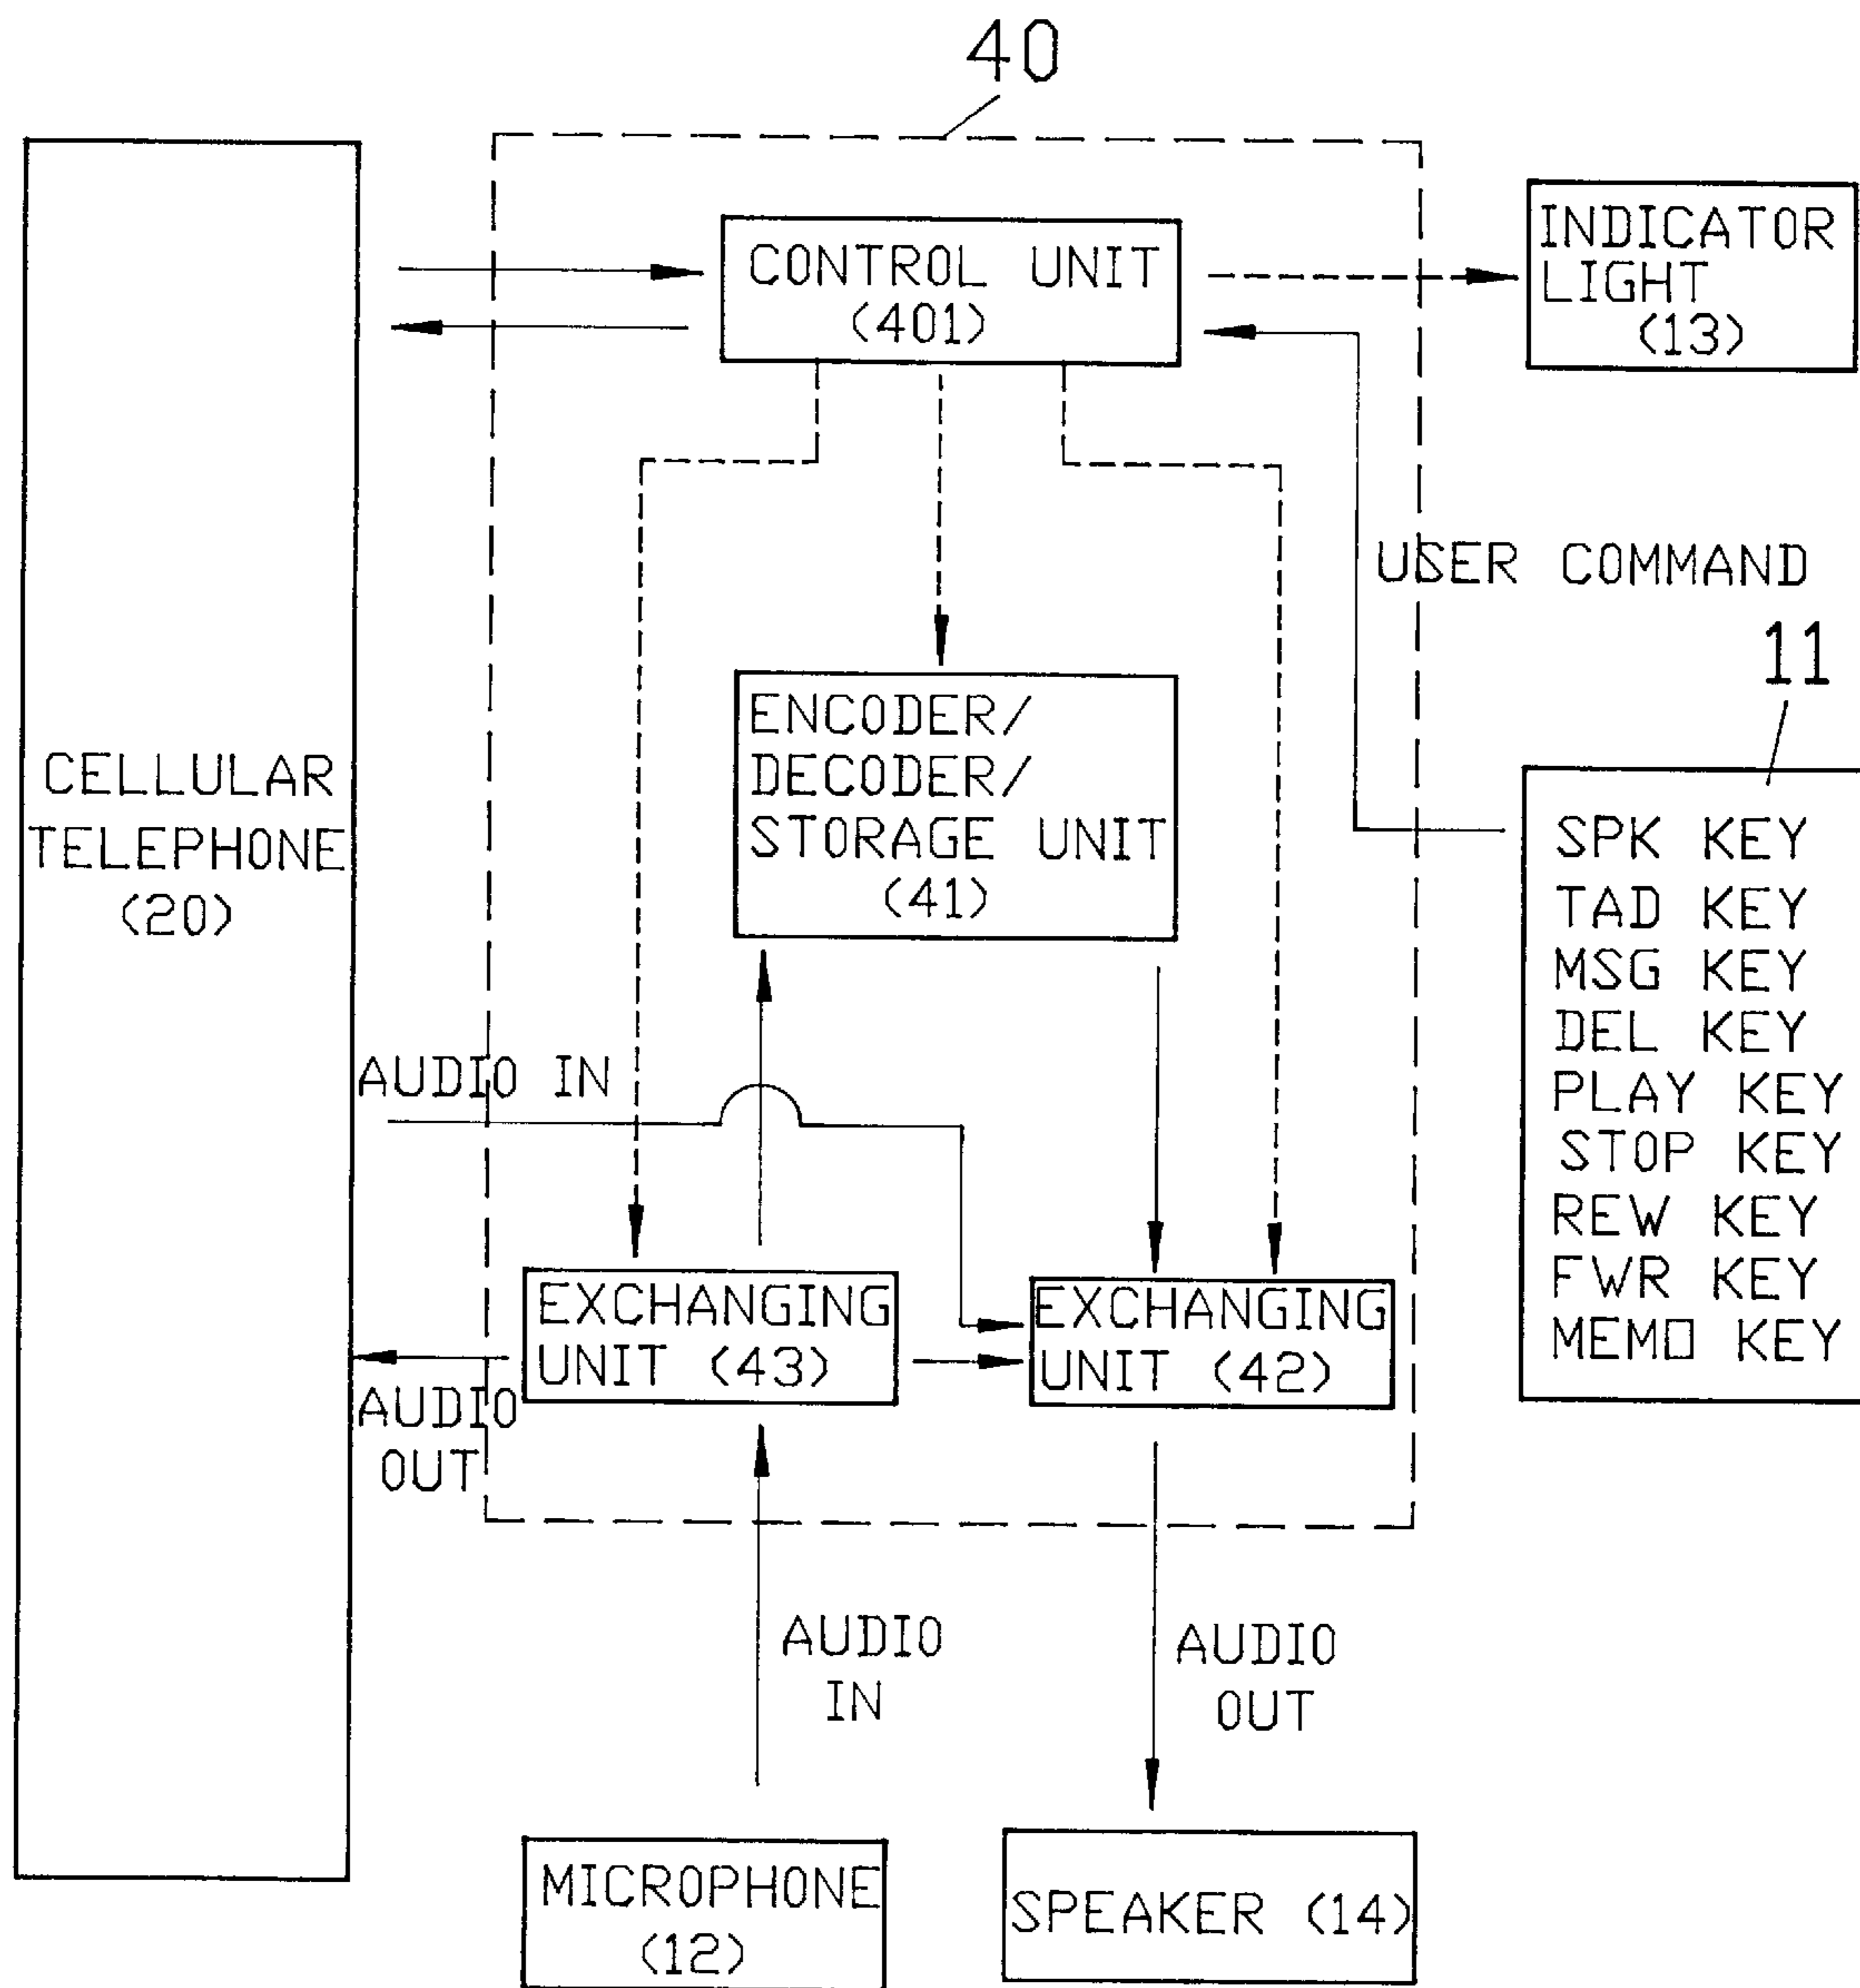 40
CONTROL UNIT
(401)
INDICATOR
LIGHT
(13)
USER COMMAND
11
ENCODER/
DECODER/
STORAGE UNIT
(41)
CELLULAR
TELEPHONE
(20)
SPK KEY
TAD KEY
MSG KEY
DEL KEY
PLAY KEY
STOP KEY
REW KEY
FWR KEY
MEMO KEY
AUDIO IN
EXCHANGING
UNIT (43)
EXCHANGING
UNIT (42)
AUDIO
OUT
AUDIO
IN
AUDIO
OUT
MICROPHONE
(12)
SPEAKER (14)